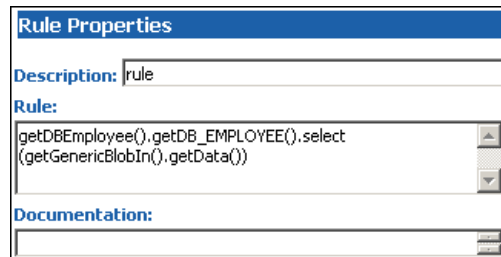 Rule Properties
Description: rule
Rule:
getDBEmployee().getDB_EMPLOYEE().select
(getGenericBlobIn().getData())
Documentation: